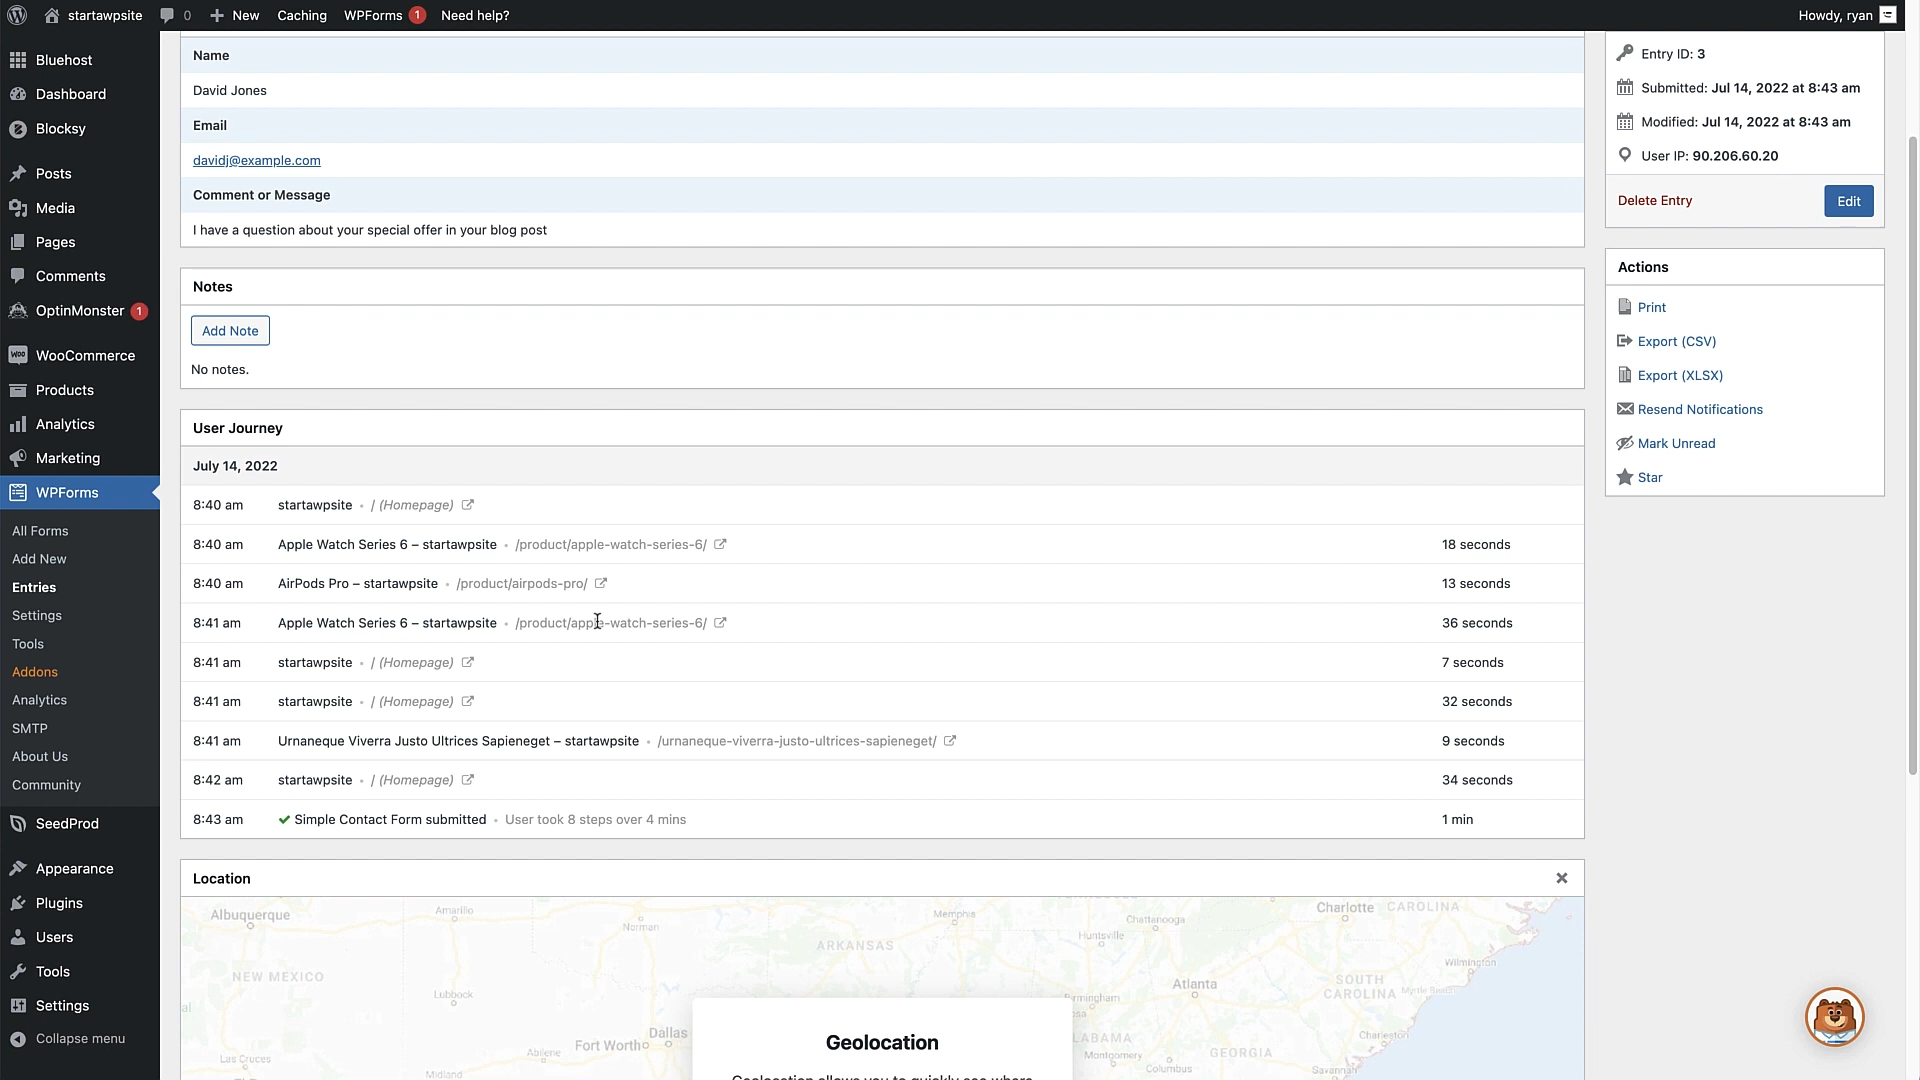 startawpsite 0 New Caching WPForms 1 Need help? Howdy, ryan
Bluehost
Dashboard
Blocksy
Posts
Media
Pages
Comments
OptinMonster 1
WooCommerce
Products
Analytics
Marketing
WPForms
All Forms
Add New
Entries
Settings
Tools
Addons
Analytics
SMTP
About Us
Community
SeedProd
Appearance
Plugins
Users
Tools
Settings
Collapse menu
Name
David Jones
Email
davidj@example.com
Comment or Message
I have a question about your special offer in your blog post
Notes
Add Note
No notes.
User Journey
July 14, 2022
8:40 am startawpsite • / (Homepage)
8:40 am Apple Watch Series 6 – startawpsite • /product/apple-watch-series-6/ 18 seconds
8:40 am AirPods Pro – startawpsite • /product/airpods-pro/ 13 seconds
8:41 am Apple Watch Series 6 – startawpsite • /product/apple-watch-series-6/ 36 seconds
8:41 am startawpsite • / (Homepage) 7 seconds
8:41 am startawpsite • / (Homepage) 32 seconds
8:41 am Urnaneque Viverra Justo Ultrices Sapieneget – startawpsite • /urnaneque-viverra-justo-ultrices-sapieneget/ 9 seconds
8:42 am startawpsite • / (Homepage) 34 seconds
8:43 am Simple Contact Form submitted • User took 8 steps over 4 mins 1 min
Location
Albuquerque
Amarillo
Norman
Memphis
Chattanooga
Charlotte
CAROLINA
Huntsville
ARKANSAS
Wilmington
NEW MEXICO
Atlanta
SOUTH
CAROLINA
Lubbock
Birmingham
Dallas
Fort Worth
Abilene
ALABAMA
Charleston
Montgomery
GEORGIA
Las Cruces
Midland
Columbus
Savannah
Geolocation
Geolocation allows you to quickly see where
Entry ID: 3
Submitted: Jul 14, 2022 at 8:43 am
Modified: Jul 14, 2022 at 8:43 am
User IP: 90.206.60.20
Delete Entry Edit
Actions
Print
Export (CSV)
Export (XLSX)
Resend Notifications
Mark Unread
Star